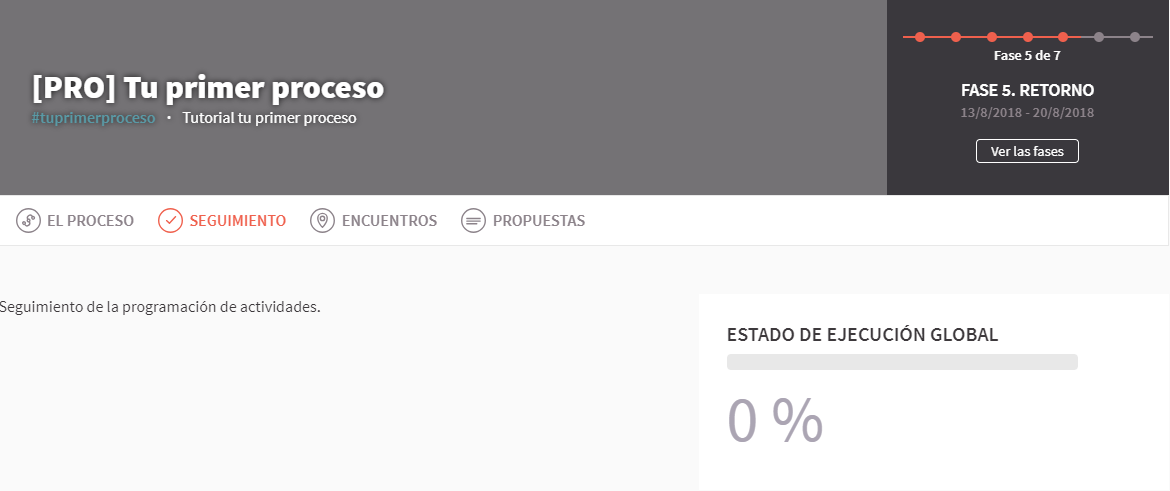 [PRO] Tu primer proceso
#tuprimerproceso • Tutorial tu primer proceso
Fase 5 de 7
FASE 5. RETORNO
13/8/2018 - 20/8/2018
Ver las fases
EL PROCESO SEGUIMIENTO ENCUENTROS PROPUESTAS
Seguimiento de la programación de actividades.
ESTADO DE EJECUCIÓN GLOBAL
0 %